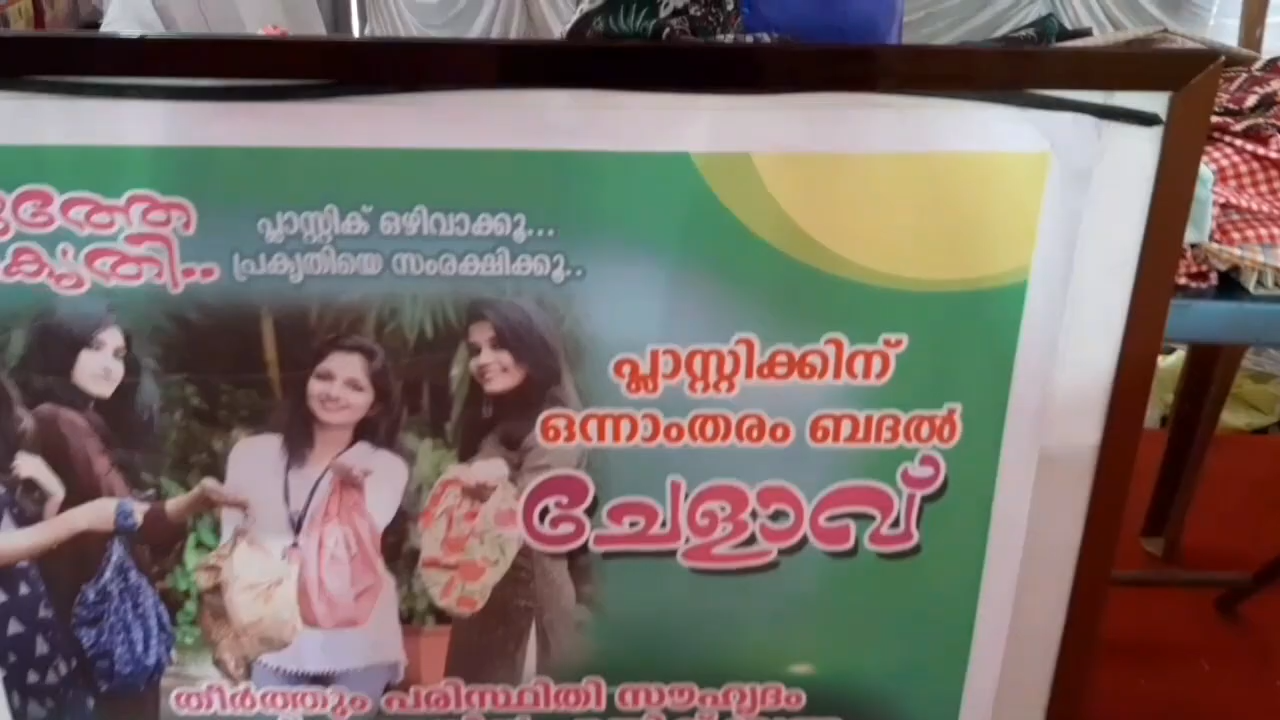 പ്ലാസ്റ്റിക് ഒഴിവാക്കൂ...
പ്രകൃതിയെ സംരക്ഷിക്കൂ..
പ്ലാസ്റ്റിക്കിന്
ഒന്നാംതരം ബദൽ
ചേളാവ്
തീർത്തും പരിസ്ഥിതി സൗഹൃദം